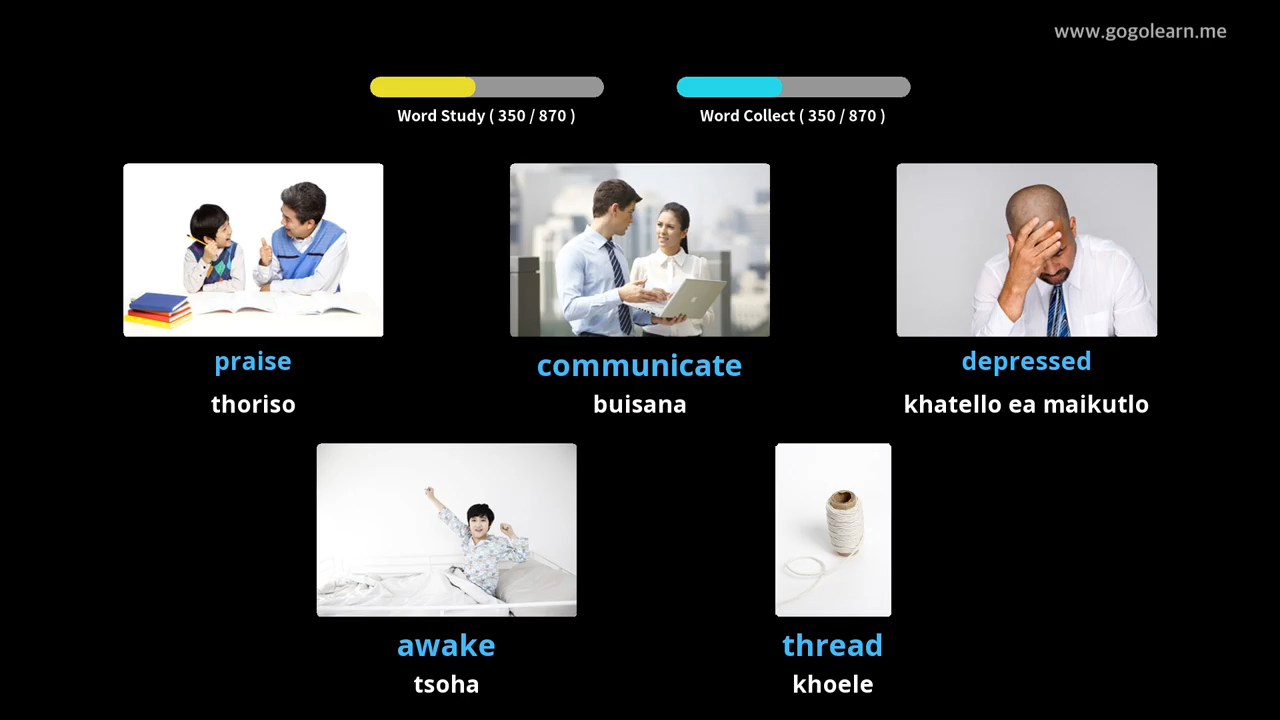 www.gogolearn.me
Word Study ( 350 / 870 )
Word Collect ( 350 / 870 )
praise
thoriso
communicate
buisana
depressed
khatello ea maikutlo
awake
tsoha
thread
khoele